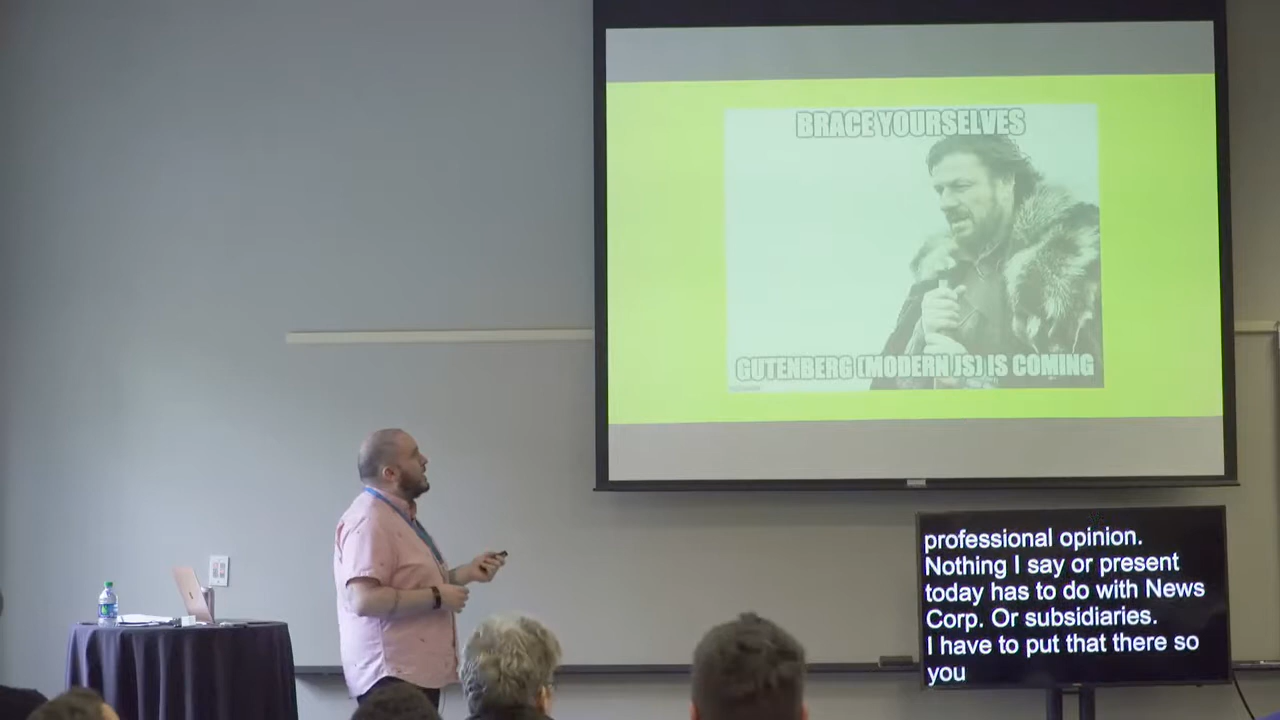 BRACE YOURSELVES
GUTENBERG (MODERN JS) IS COMING
professional opinion.
Nothing I say or present
today has to do with News
Corp. Or subsidiaries.
I have to put that there so
you